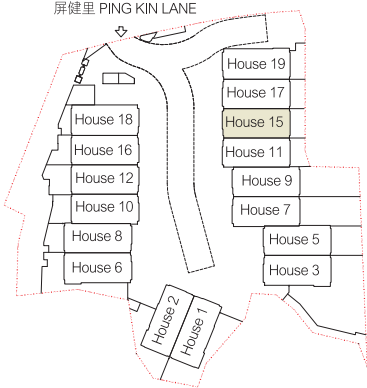 屏健里 PING KIN LANE
House 19
House 17
House 15
House 11
House 9
House 7
House 5
House 3
House 18
House 16
House 12
House 10
House 8
House 6
House 2
House 1